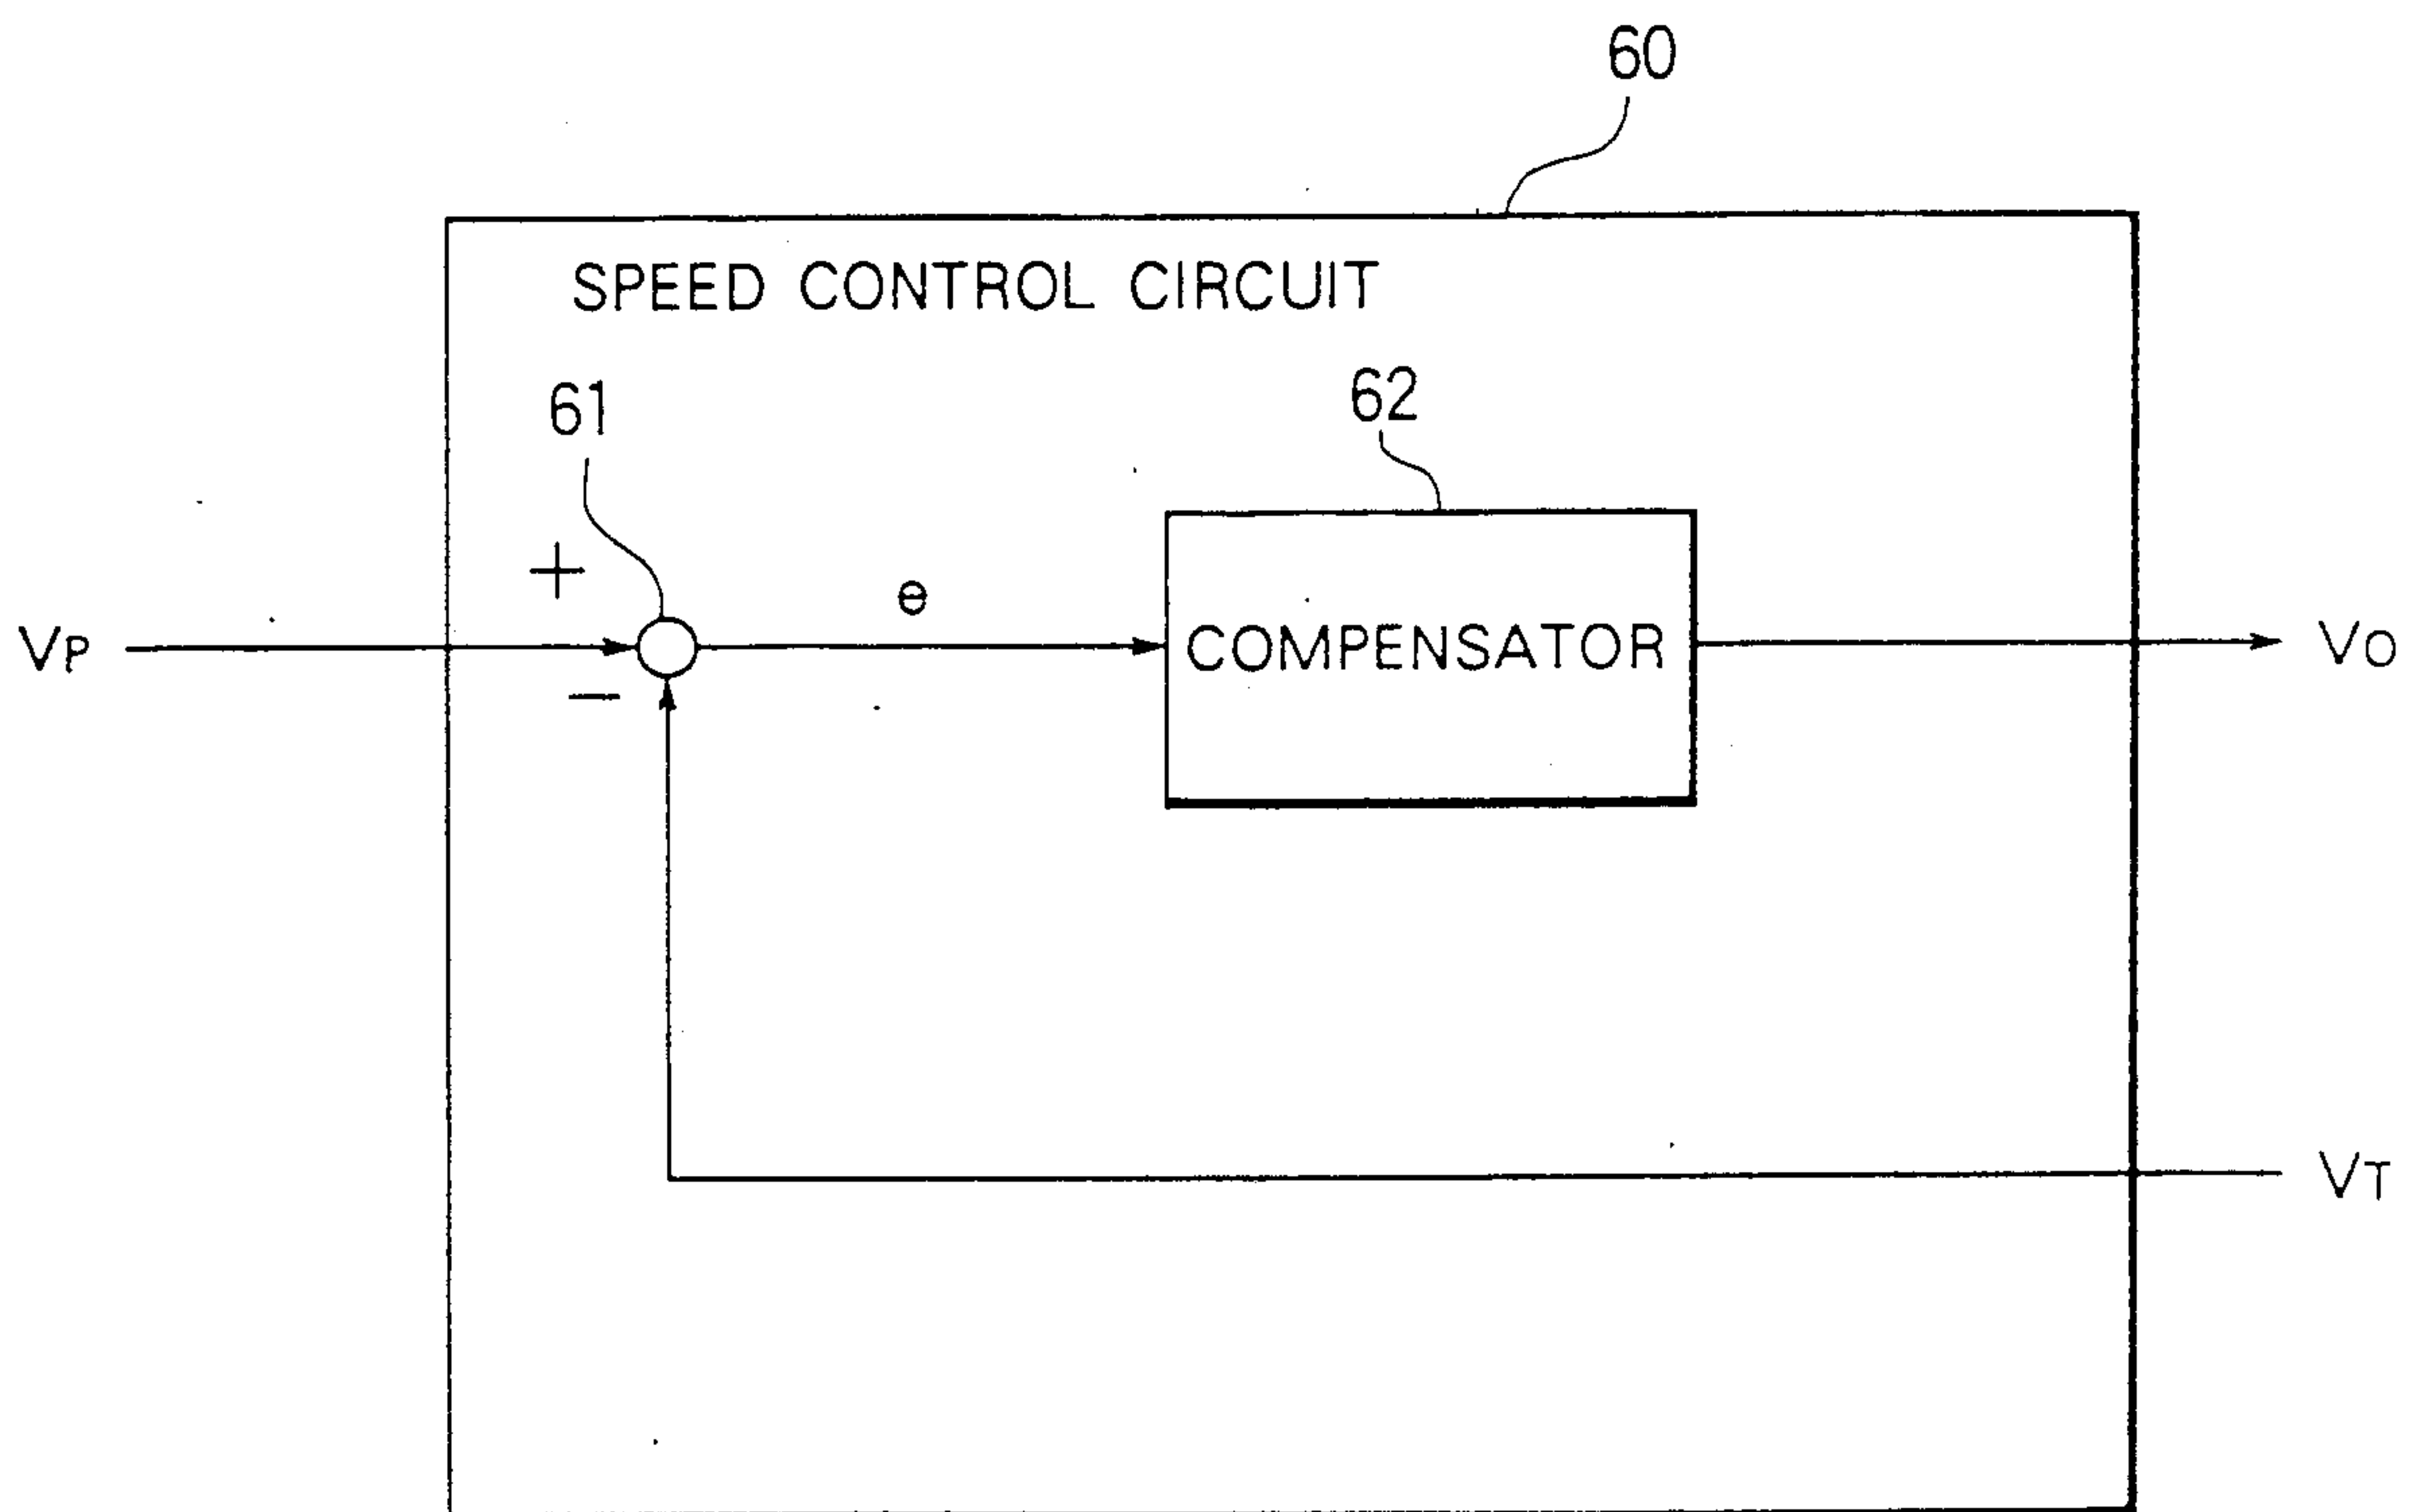 60
SPEED CONTROL CIRCUIT
61
62
+
e
VP
COMPENSATOR
VO
−
VT